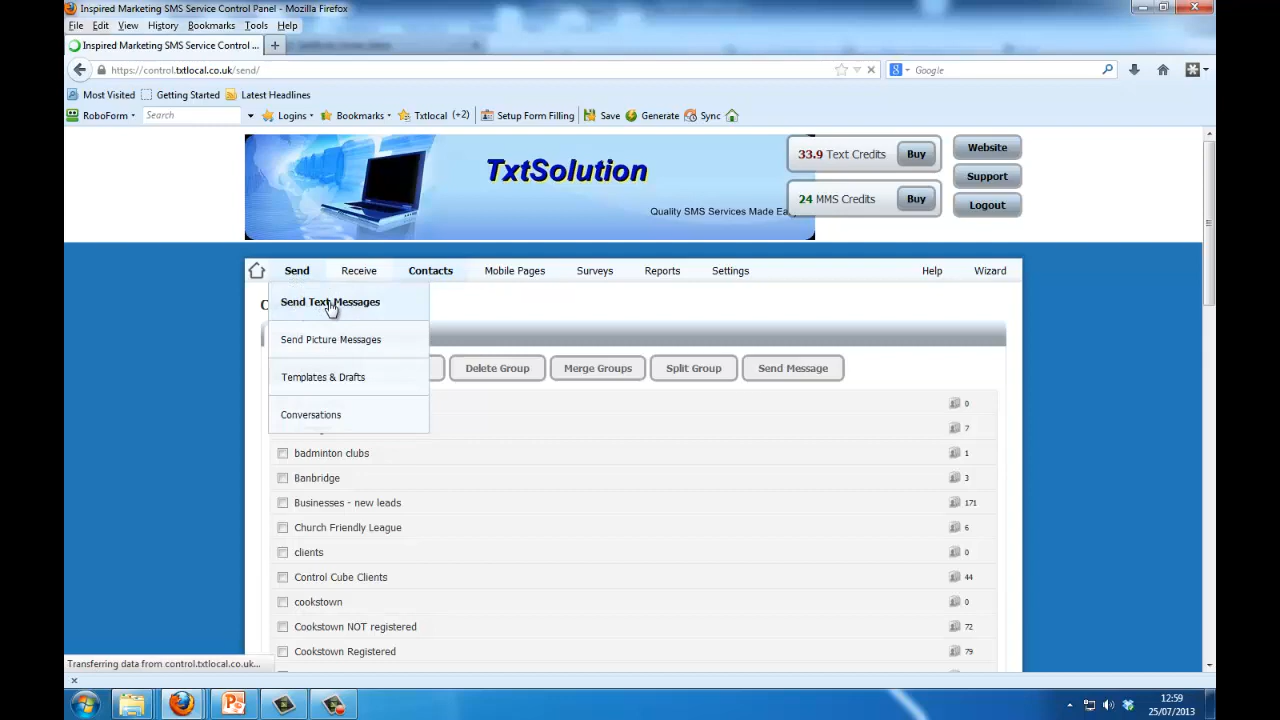 Inspired Marketing SMS Service Control Panel - Mozilla Firefox
File Edit View History Bookmarks Tools Help
Inspired Marketing SMS Service Control ...
https://control.txtlocal.co.uk/send/
Google
Most Visited Getting Started Latest Headlines
RoboForm Search Logins Bookmarks Txtlocal (+2) Setup Form Filling Save Generate Sync
TxtSolution
Quality SMS Services Made Ea
33.9 Text Credits Buy
24 MMS Credits Buy
Website
Support
Logout
Send Receive Contacts Mobile Pages Surveys Reports Settings Help Wizard
Send Text Messages
Send Picture Messages
Templates & Drafts
Conversations
Delete Group Merge Groups Split Group Send Message
0
7
badminton clubs 1
Banbridge 3
Businesses - new leads 171
Church Friendly League 6
clients 0
Control Cube Clients 44
cookstown 0
Cookstown NOT registered 72
Cookstown Registered 79
Transferring data from control.txtlocal.co.uk...
12:59
25/07/2013